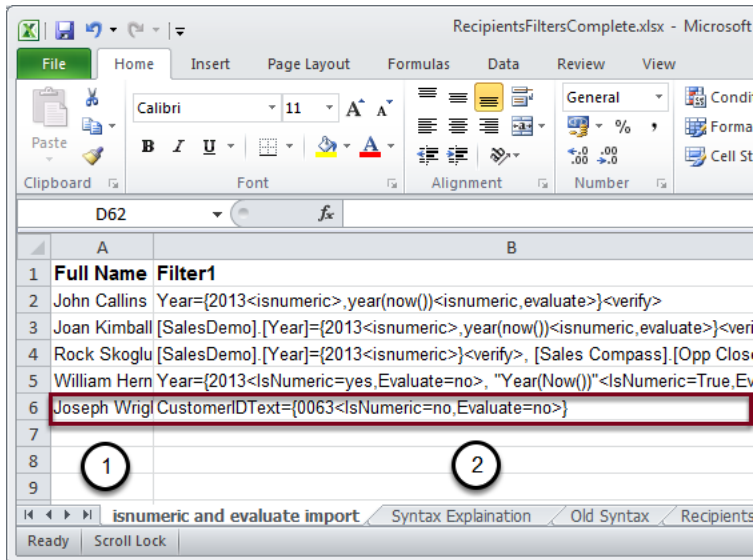 RecipientsFiltersComplete.xlsx - Microsoft
File Home Insert Page Layout Formulas Data Review View
Calibri 11 A A General Condit
Paste B I U A % , Forma
.0 .00 .00 .0 Cell St
Clipboard Font Alignment Number
D62 fx
A B
1 Full Name Filter1
2 John Callins Year={2013<isnumeric>,year(now())<isnumeric,evaluate>}<verify>
3 Joan Kimball [SalesDemo].[Year]={2013<isnumeric>,year(now())<isnumeric,evaluate>}<veri
4 Rock Skoglu [SalesDemo].[Year]={2013<isnumeric>}<verify>, [Sales Compass].[Opp Close
5 William Hern Year={2013<IsNumeric=yes,Evaluate=no>, "Year(Now())"<IsNumeric=True,Ev
6 Joseph Wrigl CustomerIDText={0063<IsNumeric=no,Evaluate=no>}
7
8 1 2
9
isnumeric and evaluate import Syntax Explaination Old Syntax Recipients
Ready Scroll Lock